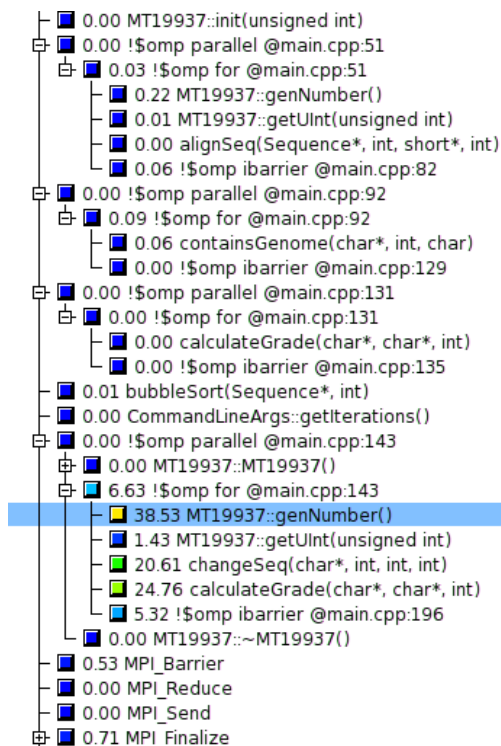 0.00 MT19937::init(unsigned int)
0.00 !$omp parallel @main.cpp:51
0.03 !$omp for @main.cpp:51
0.22 MT19937::genNumber()
0.01 MT19937::getUInt(unsigned int)
0.00 alignSeq(Sequence*, int, short*, int)
0.06 !$omp ibarrier @main.cpp:82
0.00 !$omp parallel @main.cpp:92
0.09 !$omp for @main.cpp:92
0.06 containsGenome(char*, int, char)
0.00 !$omp ibarrier @main.cpp:129
0.00 !$omp parallel @main.cpp:131
0.00 !$omp for @main.cpp:131
0.00 calculateGrade(char*, char*, int)
0.00 !$omp ibarrier @main.cpp:135
0.01 bubbleSort(Sequence*, int)
0.00 CommandLineArgs::getIterations()
0.00 !$omp parallel @main.cpp:143
0.00 MT19937::MT19937()
6.63 !$omp for @main.cpp:143
38.53 MT19937::genNumber()
1.43 MT19937::getUInt(unsigned int)
20.61 changeSeq(char*, int, int, int)
24.76 calculateGrade(char*, char*, int)
5.32 !$omp ibarrier @main.cpp:196
0.00 MT19937::~MT19937()
0.53 MPI_Barrier
0.00 MPI_Reduce
0.00 MPI_Send
0.71 MPI_Finalize